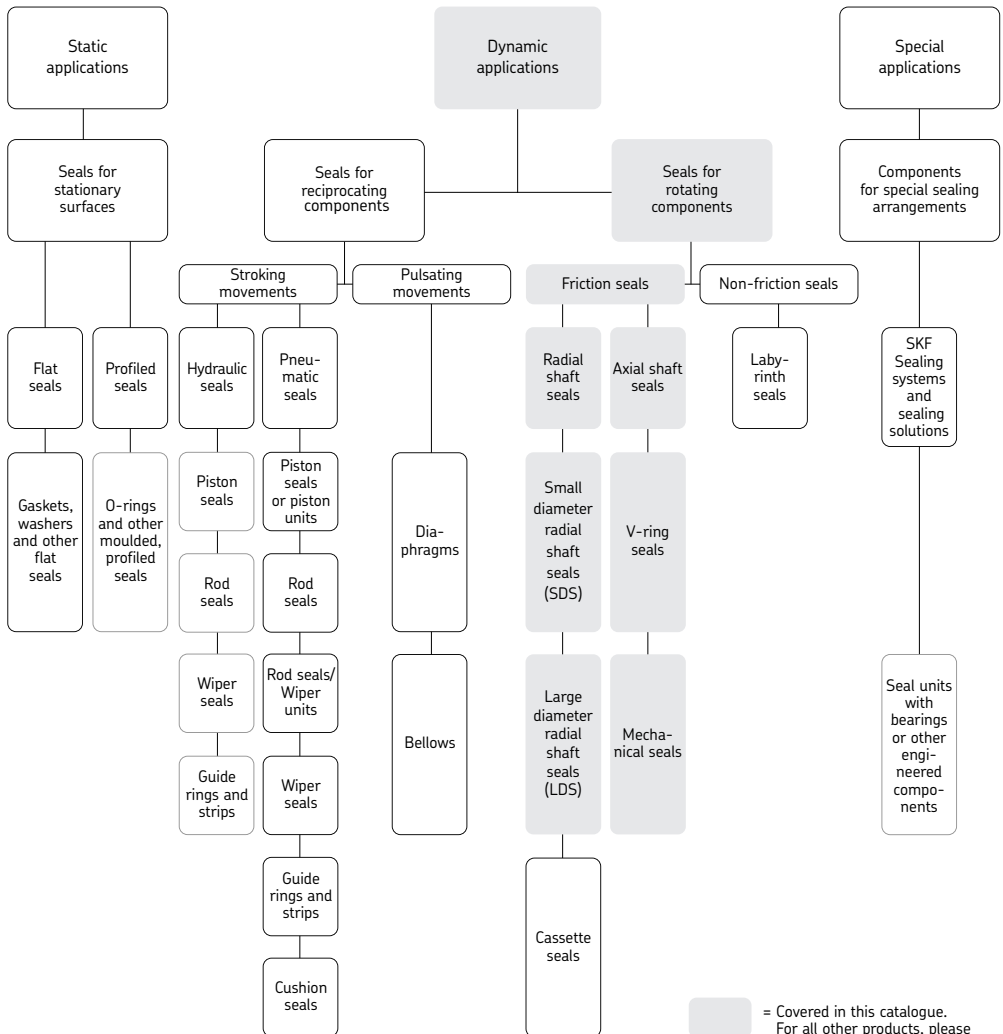 Static
applications
Dynamic
applications
Special
applications
Seals for
stationary
surfaces
Seals for
reciprocating
components
Seals for
rotating
components
Components
for special sealing
arrangements
Stroking
movements
Pulsating
movements
Friction seals
Non-friction seals
Flat
seals
Profiled
seals
Hydraulic
seals
Pneu-
matic
seals
Radial
shaft
seals
Axial shaft
seals
Laby-
rinth
seals
SKF
Sealing
systems
and
sealing
solutions
Gaskets,
washers
and other
flat
seals
O-rings
and other
moulded,
profiled
seals
Piston
seals
Piston
seals
or piston
units
Dia-
phragms
Small
diameter
radial
shaft
seals
(SDS)
V-ring
seals
Rod
seals
Rod
seals
Wiper
seals
Rod seals/
Wiper
units
Bellows
Large
diameter
radial
shaft
seals
(LDS)
Mecha-
nical seals
Seal units
with
bearings
or other
engi-
neered
compo-
nents
Guide
rings and
strips
Wiper
seals
Guide
rings and
strips
Cassette
seals
Cushion
seals
= Covered in this catalogue.
For all other products, please